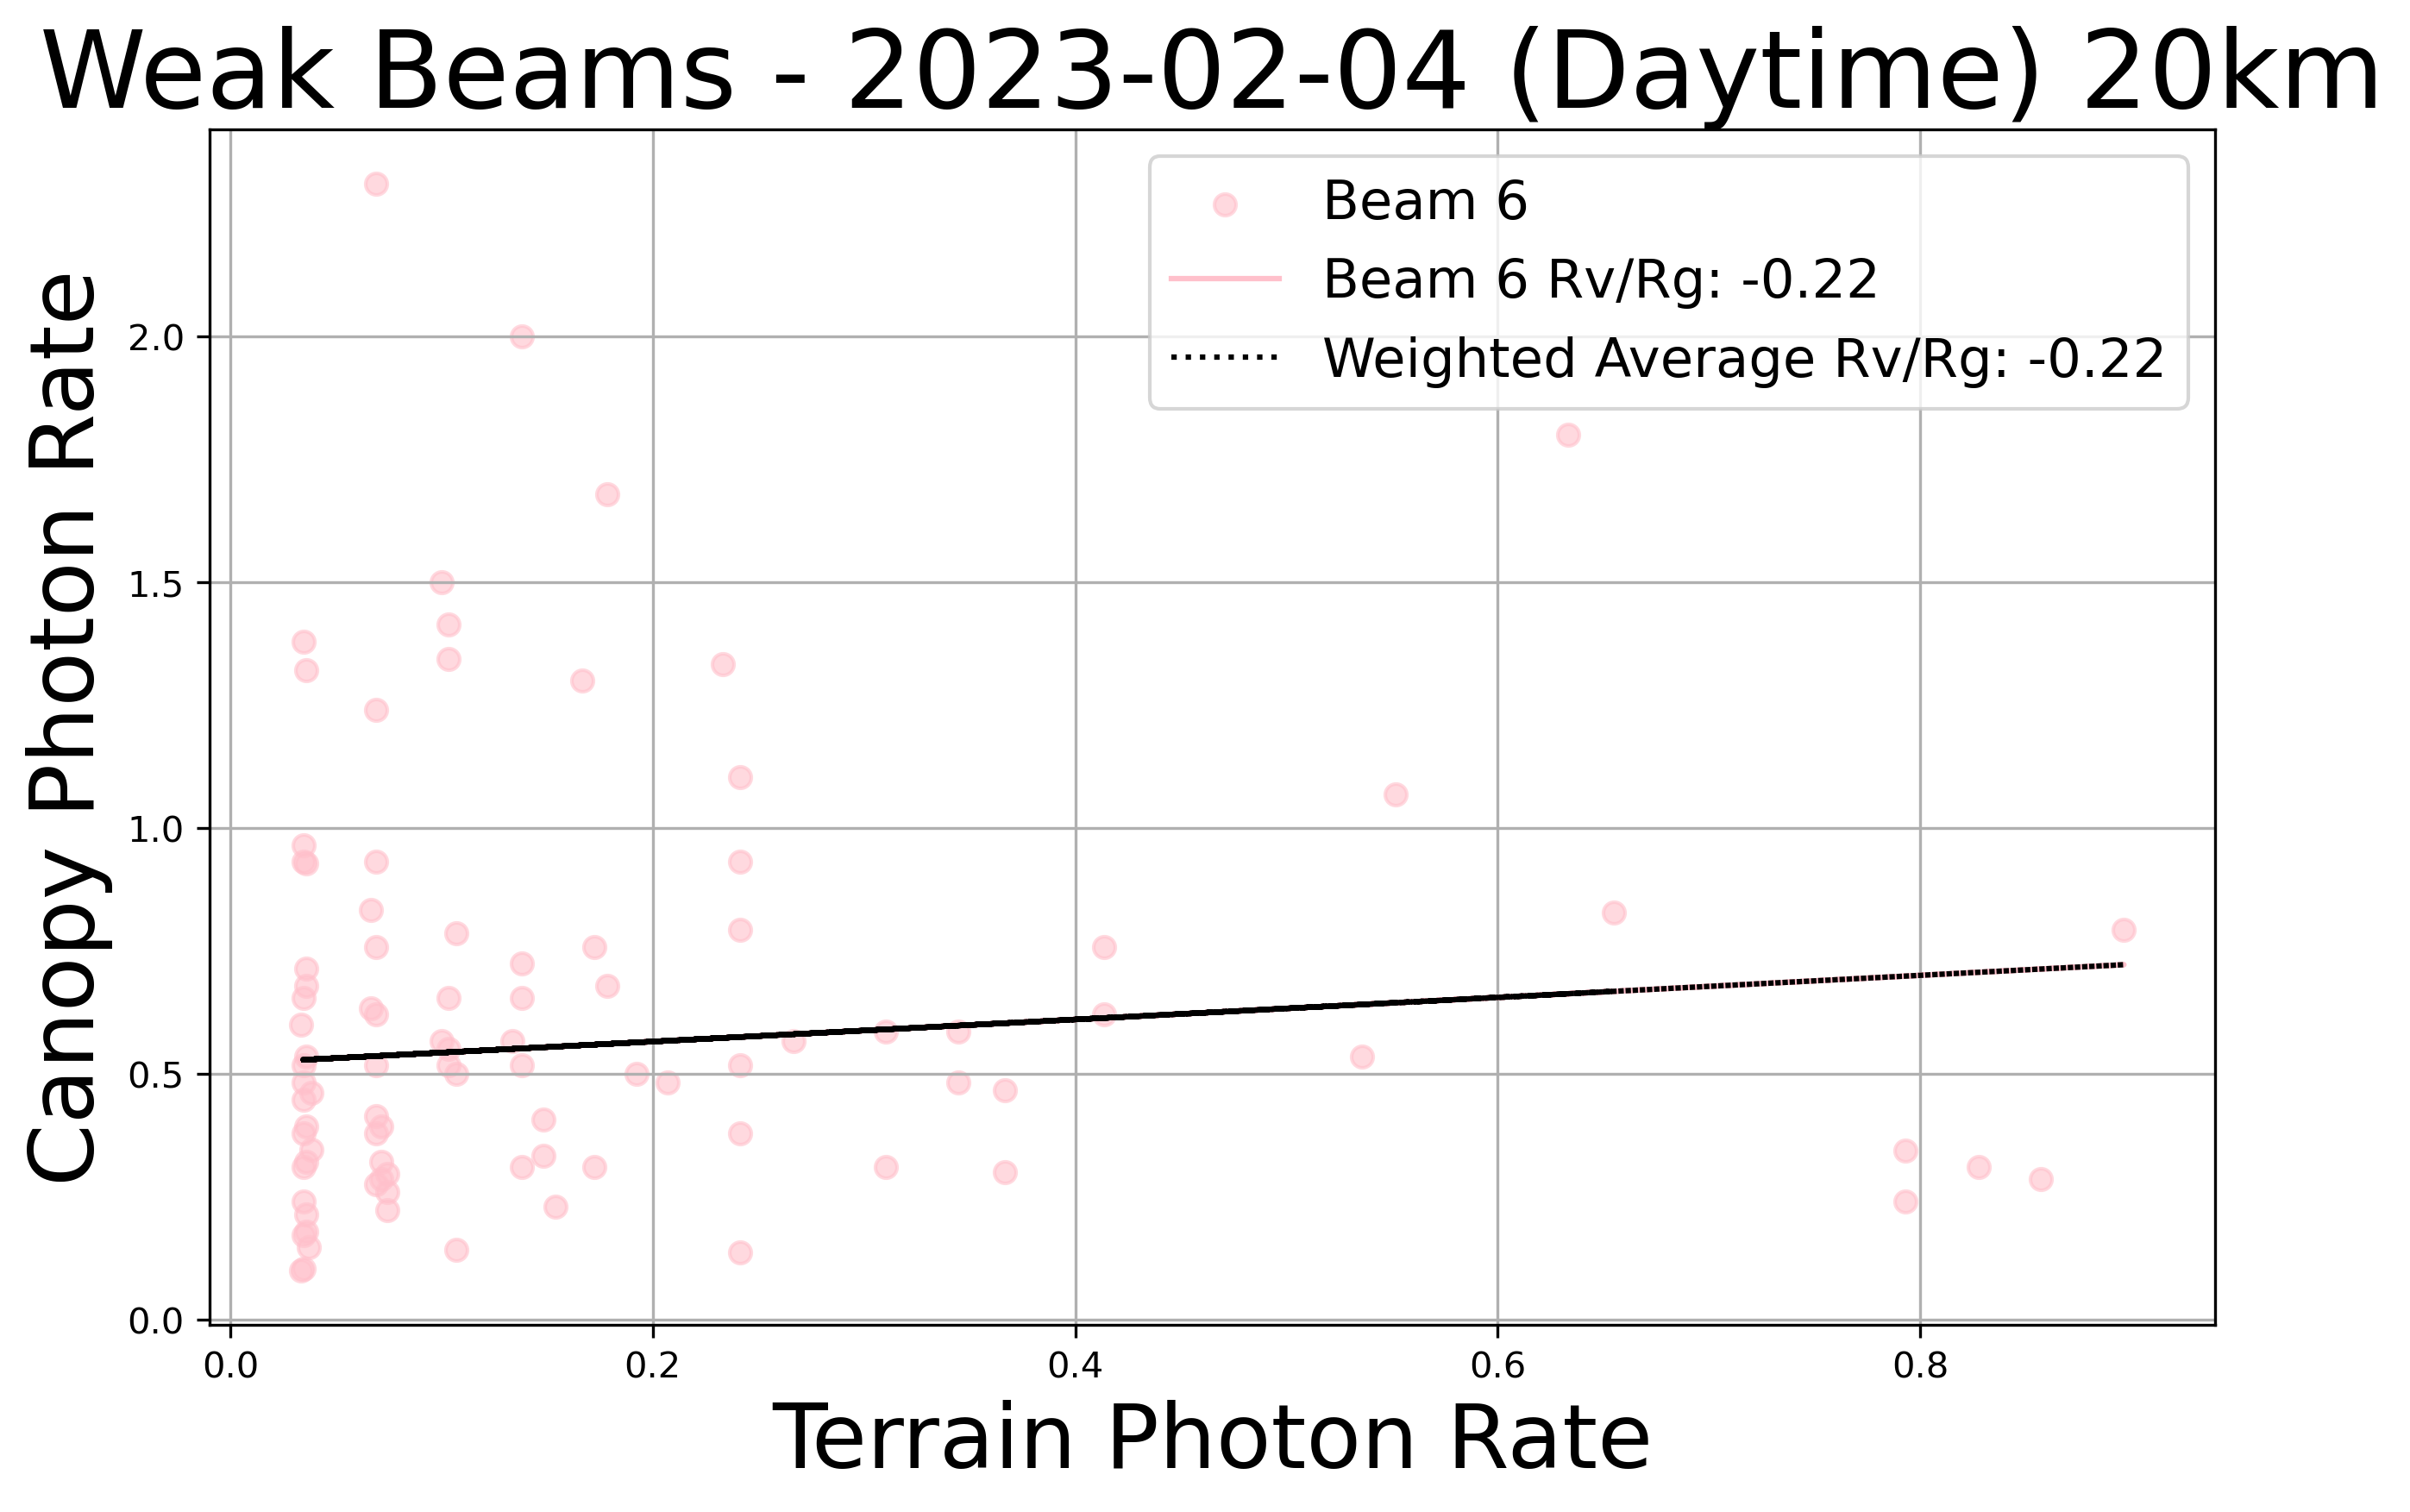 Weak Beams - 2023-02-04 (Daytime) 20km
Beam 6
Beam 6 Rv/Rg: -0.22
Weighted Average Rv/Rg: -0.22
Canopy Photon Rate
2.0
1.5
1.0
0.5
0.0
0.0 0.2 0.4 0.6 0.8
Terrain Photon Rate